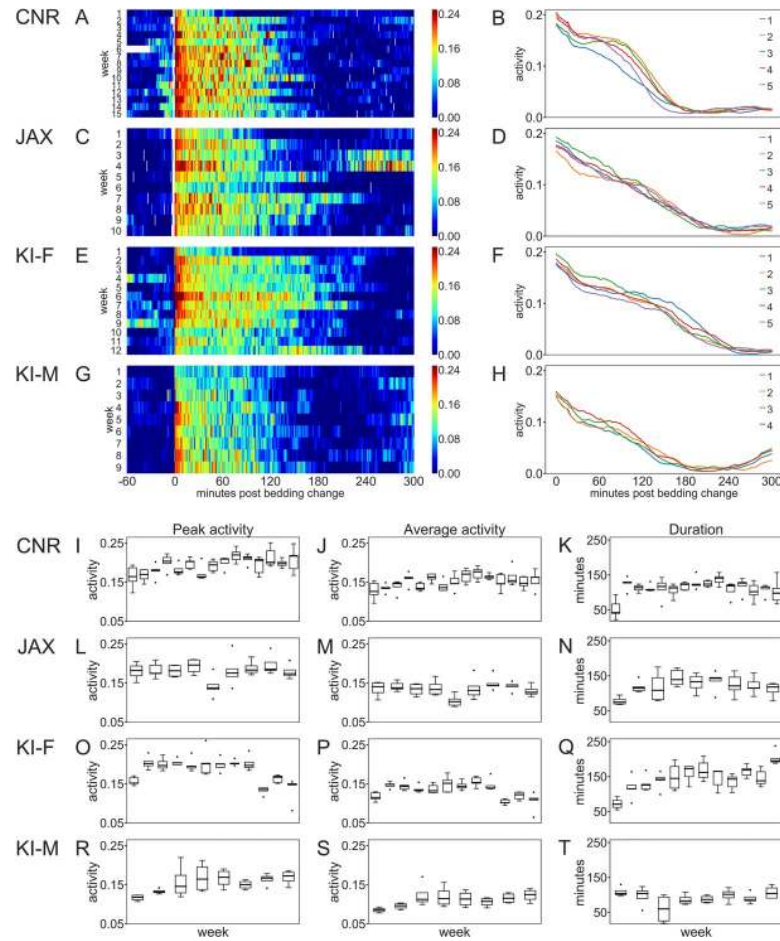 CNR A B
week
1
2
3
4
5
6
7
8
9
10
11
12
13
14
15
0.24
0.16
0.08
0.00
activity
0.2
0.1
0.0
1
2
3
4
5
JAX C D
week
1
2
3
4
5
6
7
8
9
10
0.24
0.16
0.08
0.00
activity
0.2
0.1
0.0
1
2
3
4
5
KI-F E F
week
1
2
3
4
5
6
7
8
9
10
11
12
0.24
0.16
0.08
0.00
activity
0.2
0.1
0.0
1
2
3
4
5
KI-M G H
week
1
2
3
4
5
6
7
8
9
0.24
0.16
0.08
0.00
activity
0.2
0.1
0.0
1
2
3
4
-60 0 60 120 180 240 300
minutes post bedding change
0 60 120 180 240 300
minutes post bedding change
Peak activity Average activity Duration
CNR I J K
activity 0.25 0.15 0.05
activity 0.25 0.15 0.05
minutes 250 150 50
JAX L M N
activity 0.25 0.15 0.05
activity 0.25 0.15 0.05
minutes 250 150 50
KI-F O P Q
activity 0.25 0.15 0.05
activity 0.25 0.15 0.05
minutes 250 150 50
KI-M R S T
activity 0.25 0.15 0.05
activity 0.25 0.15 0.05
minutes 250 150 50
week week week